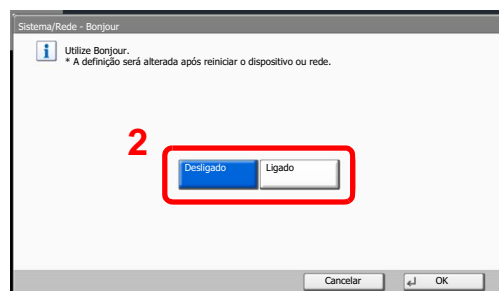 Sistema/Rede - Bonjour
Utilize Bonjour.
* A definição será alterada após reiniciar o dispositivo ou rede.
2
Desligado Ligado
Cancelar OK